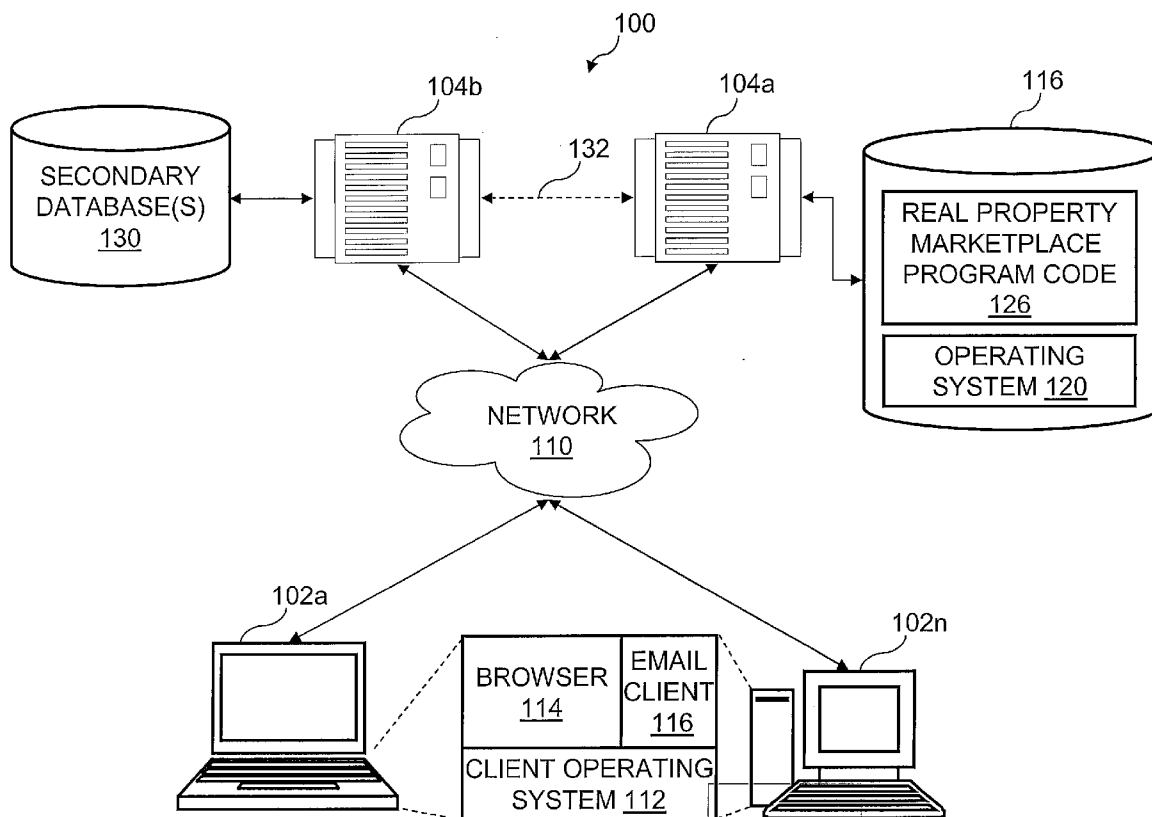 100
104b
104a
116
132
SECONDARY
DATABASE(S)
130
REAL PROPERTY
MARKETPLACE
PROGRAM CODE
126
OPERATING
SYSTEM 120
NETWORK
110
102a
102n
BROWSER
114
EMAIL
CLIENT
116
CLIENT OPERATING
SYSTEM 112